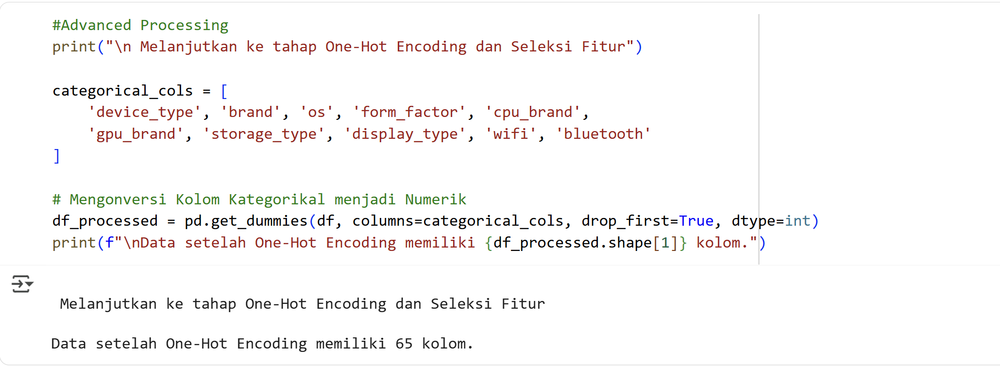 #Advanced Processing
print("\n Melanjutkan ke tahap One-Hot Encoding dan Seleksi Fitur")
categorical_cols = [
    'device_type', 'brand', 'os', 'form_factor', 'cpu_brand',
    'gpu_brand', 'storage_type', 'display_type', 'wifi', 'bluetooth'
]
# Mengonversi Kolom Kategorikal menjadi Numerik
df_processed = pd.get_dummies(df, columns=categorical_cols, drop_first=True, dtype=int)
print(f"\nData setelah One-Hot Encoding memiliki {df_processed.shape[1]} kolom.")
Melanjutkan ke tahap One-Hot Encoding dan Seleksi Fitur
Data setelah One-Hot Encoding memiliki 65 kolom.